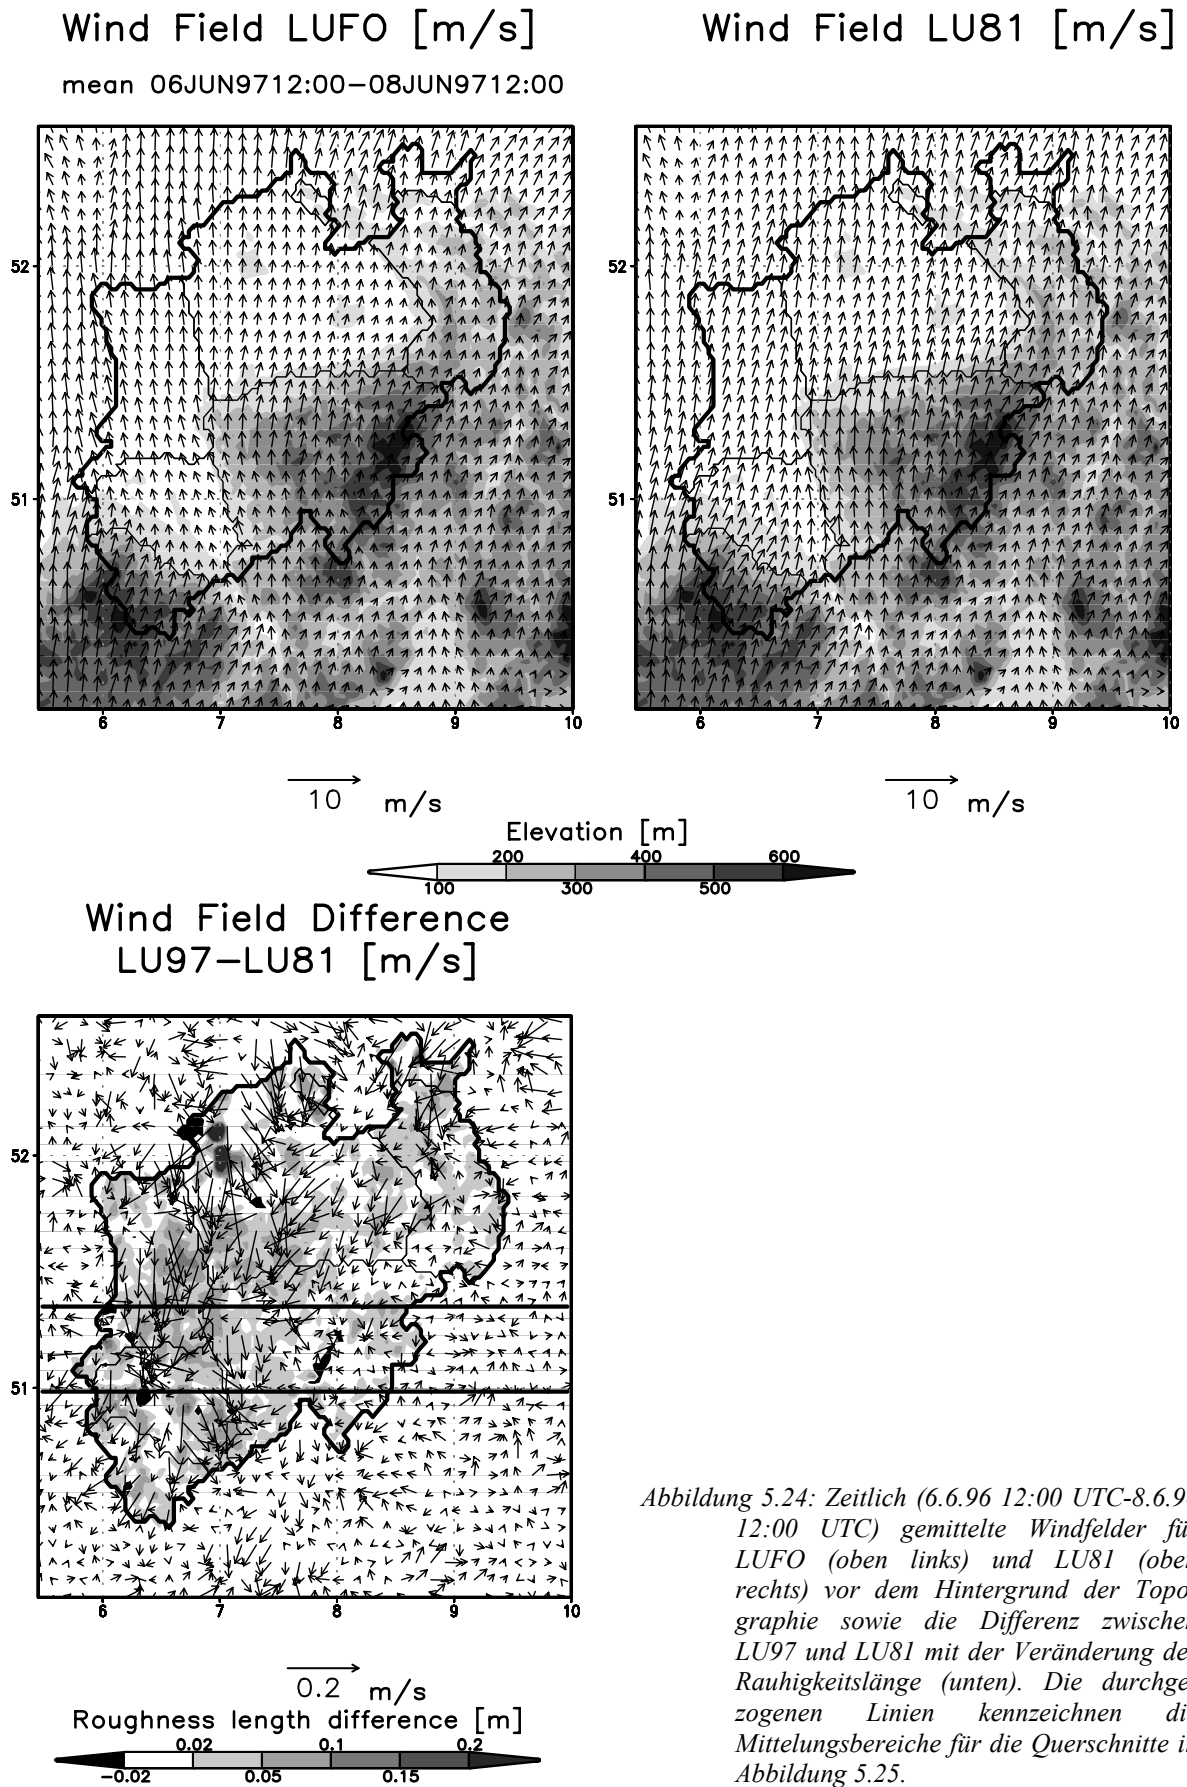 Wind Field LUFO [m/s]
mean 06JUN9712:00–08JUN9712:00
Wind Field LU81 [m/s]
52
51
6 7 8 9 10
52
51
6 7 8 9 10
10 m/s
10 m/s
Elevation [m]
200 400 600
100 300 500
Wind Field Difference
LU97–LU81 [m/s]
52
51
6 7 8 9 10
0.2 m/s
Roughness length difference [m]
0.02 0.1 0.2
-0.02 0.05 0.15
Abbildung 5.24: Zeitlich (6.6.96 12:00 UTC-8.6.9
12:00 UTC) gemittelte Windfelder fü
LUFO (oben links) und LU81 (obe
rechts) vor dem Hintergrund der Topo
graphie sowie die Differenz zwische
LU97 und LU81 mit der Veränderung de
Rauhigkeitslänge (unten). Die durchge
zogenen Linien kennzeichnen di
Mittelungsbereiche für die Querschnitte i
Abbildung 5.25.